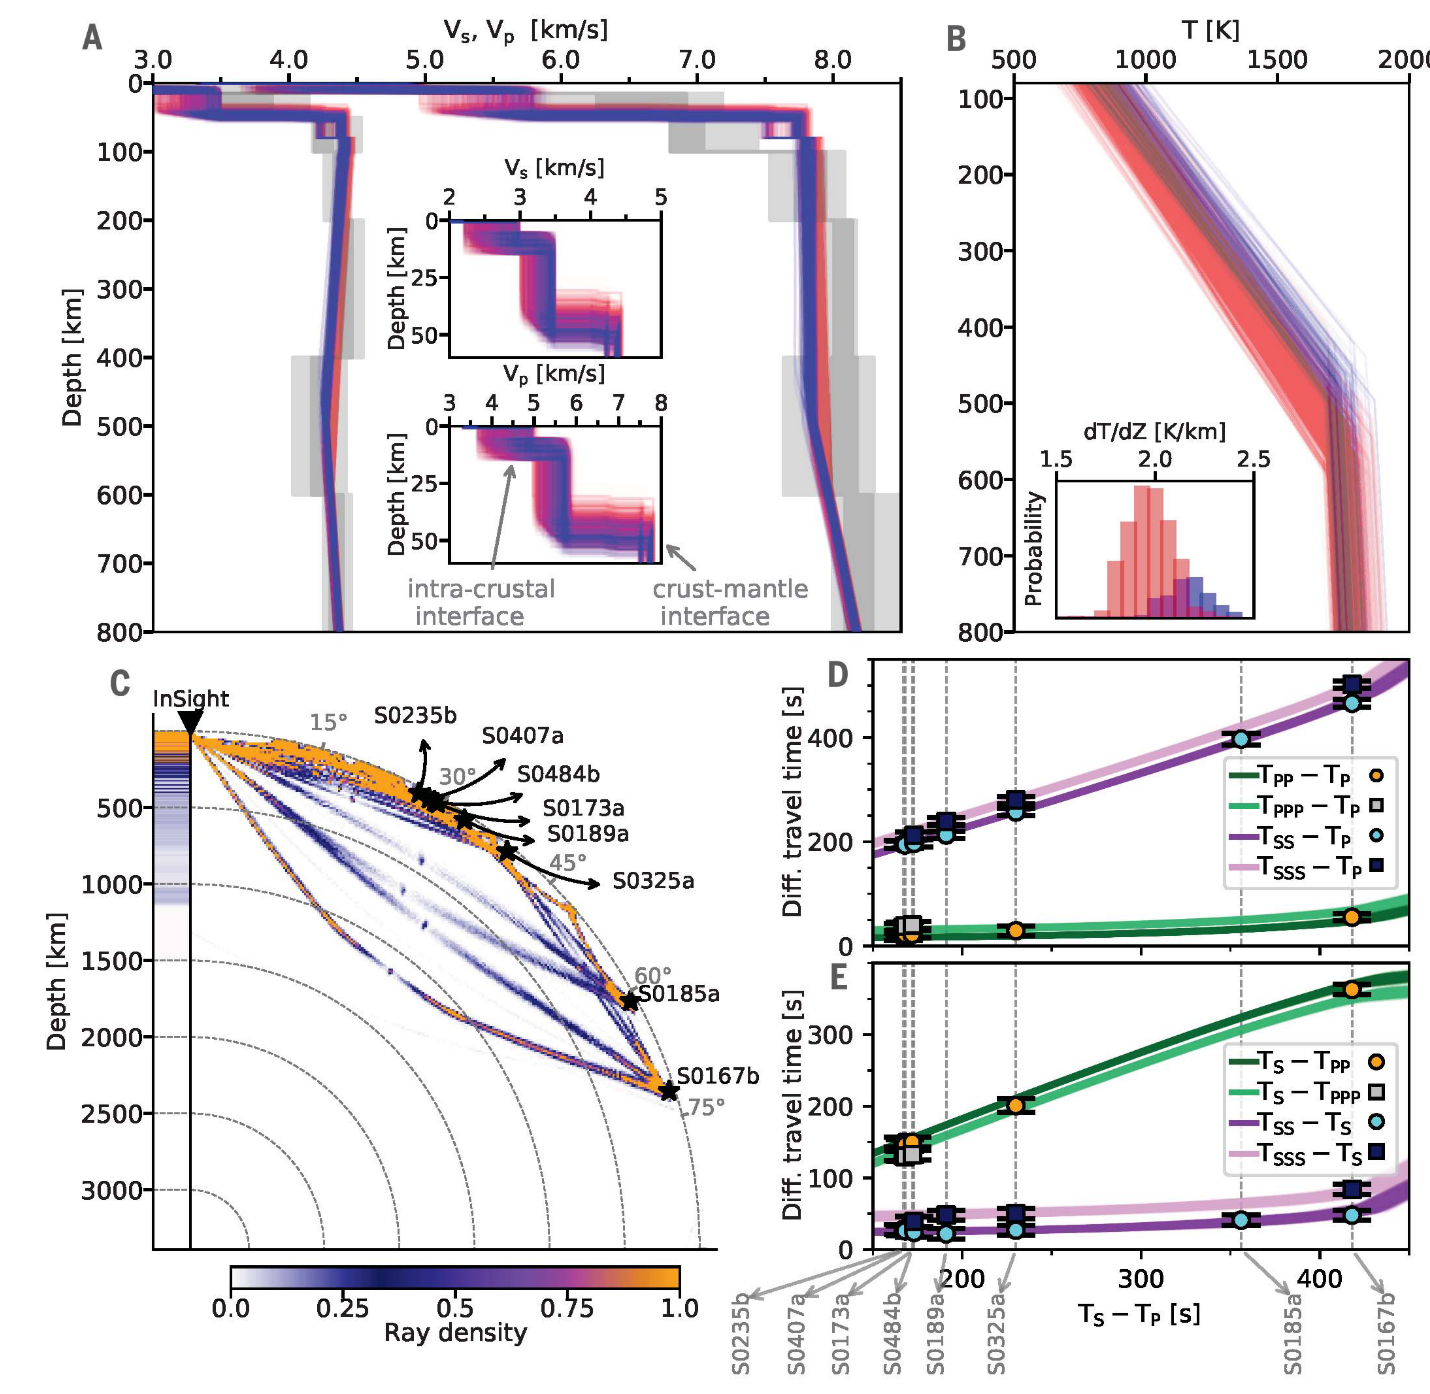 A
Vs, Vp [km/s]
3.0 4.0 5.0 6.0 7.0 8.0
0
100
200
300
400
500
600
700
800
Depth [km]
Vs [km/s]
2 3 4 5
0
25
50
Depth [km]
Vp [km/s]
3 4 5 6 7 8
0
25
50
Depth [km]
intra-crustal
interface
crust-mantle
interface
B
T [K]
500 1000 1500 2000
100
200
300
400
500
600
700
800
dT/dZ [K/km]
1.5 2.0 2.5
Probability
C
InSight
15°
S0235b
S0407a
30°
S0484b
S0173a
S0189a
45°
S0325a
60°
S0185a
S0167b
75°
500
1000
1500
2000
2500
3000
Depth [km]
0.0 0.25 0.5 0.75 1.0
Ray density
D
400
200
0
Diff. travel time [s]
TPP − TP
TPPP − TP
TSS − TP
TSSS − TP
E
300
200
100
0
Diff. travel time [s]
TS − TPP
TS − TPPP
TSS − TS
TSSS − TS
200 300 400
TS − TP [s]
S0235b
S0407a
S0173a
S0484b
S0189a
S0325a
S0185a
S0167b